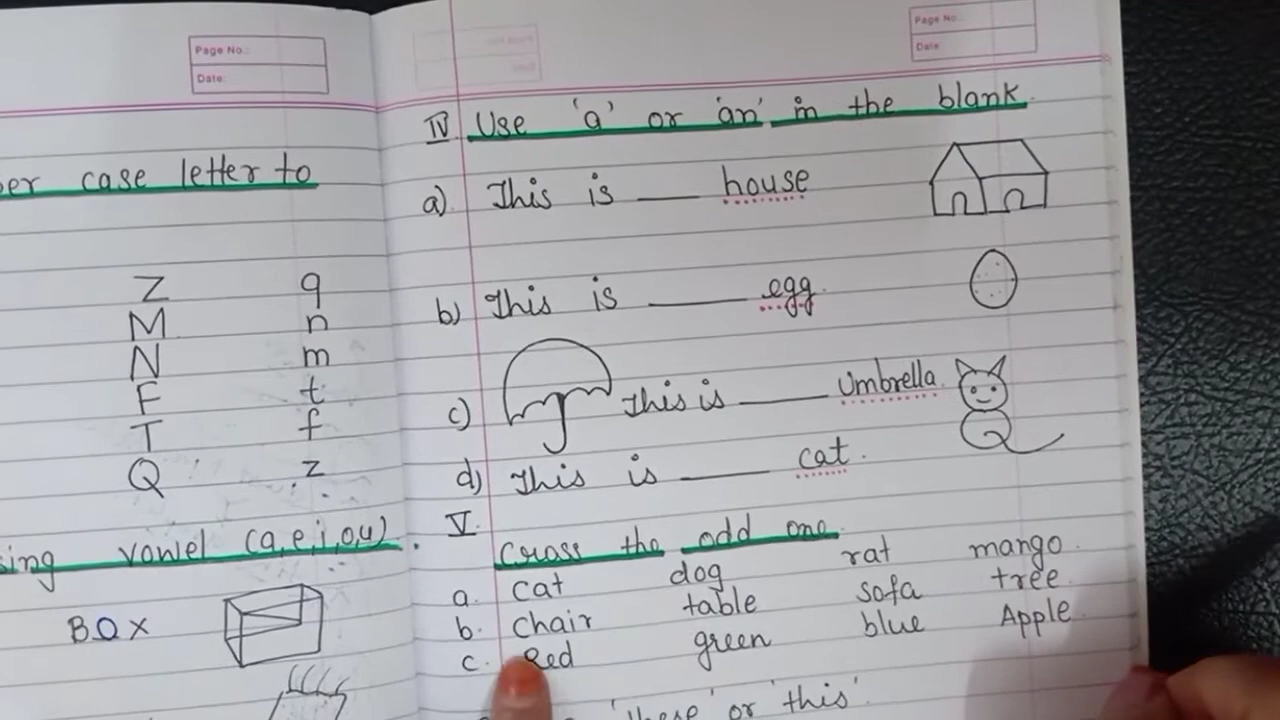 Page No.:
Date:
per case letter to
Z q
M n
N m
F t
T f
Q z
sing vowel (a,e,i,o,u).
BOX
Page No.:
Date:
IV Use 'a' or 'an' in the blank.
a) This is ___ house
b) This is ___ egg.
c) This is ___ Umbrella.
d) This is ___ cat.
V.
Cross the odd one.
a. cat dog rat mango.
b. chair table sofa tree.
c. Red green blue Apple.
'these' or 'this'.